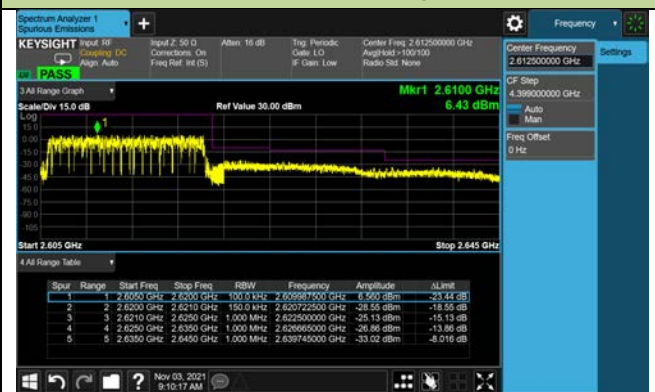 Spectrum Analyzer 1
Spurious Emissions
Frequency
KEYSIGHT
Input: RF
Coupling: DC
Align: Auto
Input Z: 50 Ω
Corrections: On
Freq Ref: Int (S)
Atten: 16 dB
Trig: Periodic
Gate: LO
IF Gain: Low
Center Freq: 2.612500000 GHz
Avg|Hold:>100/100
Radio Std: None
PASS
Center Frequency
2.612500000 GHz
Settings
CF Step
4.399000000 GHz
Auto
Man
Freq Offset
0 Hz
3 All Range Graph
Mkr1 2.6100 GHz
6.43 dBm
Scale/Div 15.0 dB
Ref Value 30.00 dBm
Log
15.0
0.00
-15.0
-30.0
-45.0
-60.0
-75.0
-90.0
-105
1
Start 2.605 GHz
Stop 2.645 GHz
4 All Range Table
Spur Range Start Freq Stop Freq RBW Frequency Amplitude ΔLimit
1 1 2.6050 GHz 2.6200 GHz 100.0 kHz 2.609987500 GHz 6.560 dBm -23.44 dB
2 2 2.6200 GHz 2.6210 GHz 150.0 kHz 2.620722500 GHz -28.55 dBm -18.55 dB
3 3 2.6210 GHz 2.6250 GHz 1.000 MHz 2.622500000 GHz -25.13 dBm -15.13 dB
4 4 2.6250 GHz 2.6350 GHz 1.000 MHz 2.626665000 GHz -26.86 dBm -13.86 dB
5 5 2.6350 GHz 2.6450 GHz 1.000 MHz 2.639745000 GHz -33.02 dBm -8.016 dB
Nov 03, 2021
9:10:17 AM